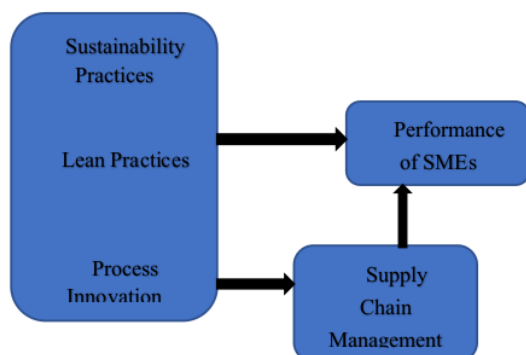 Sustainability
Practices
Lean Practices
Process
Innovation
Performance
of SMEs
Supply
Chain
Management